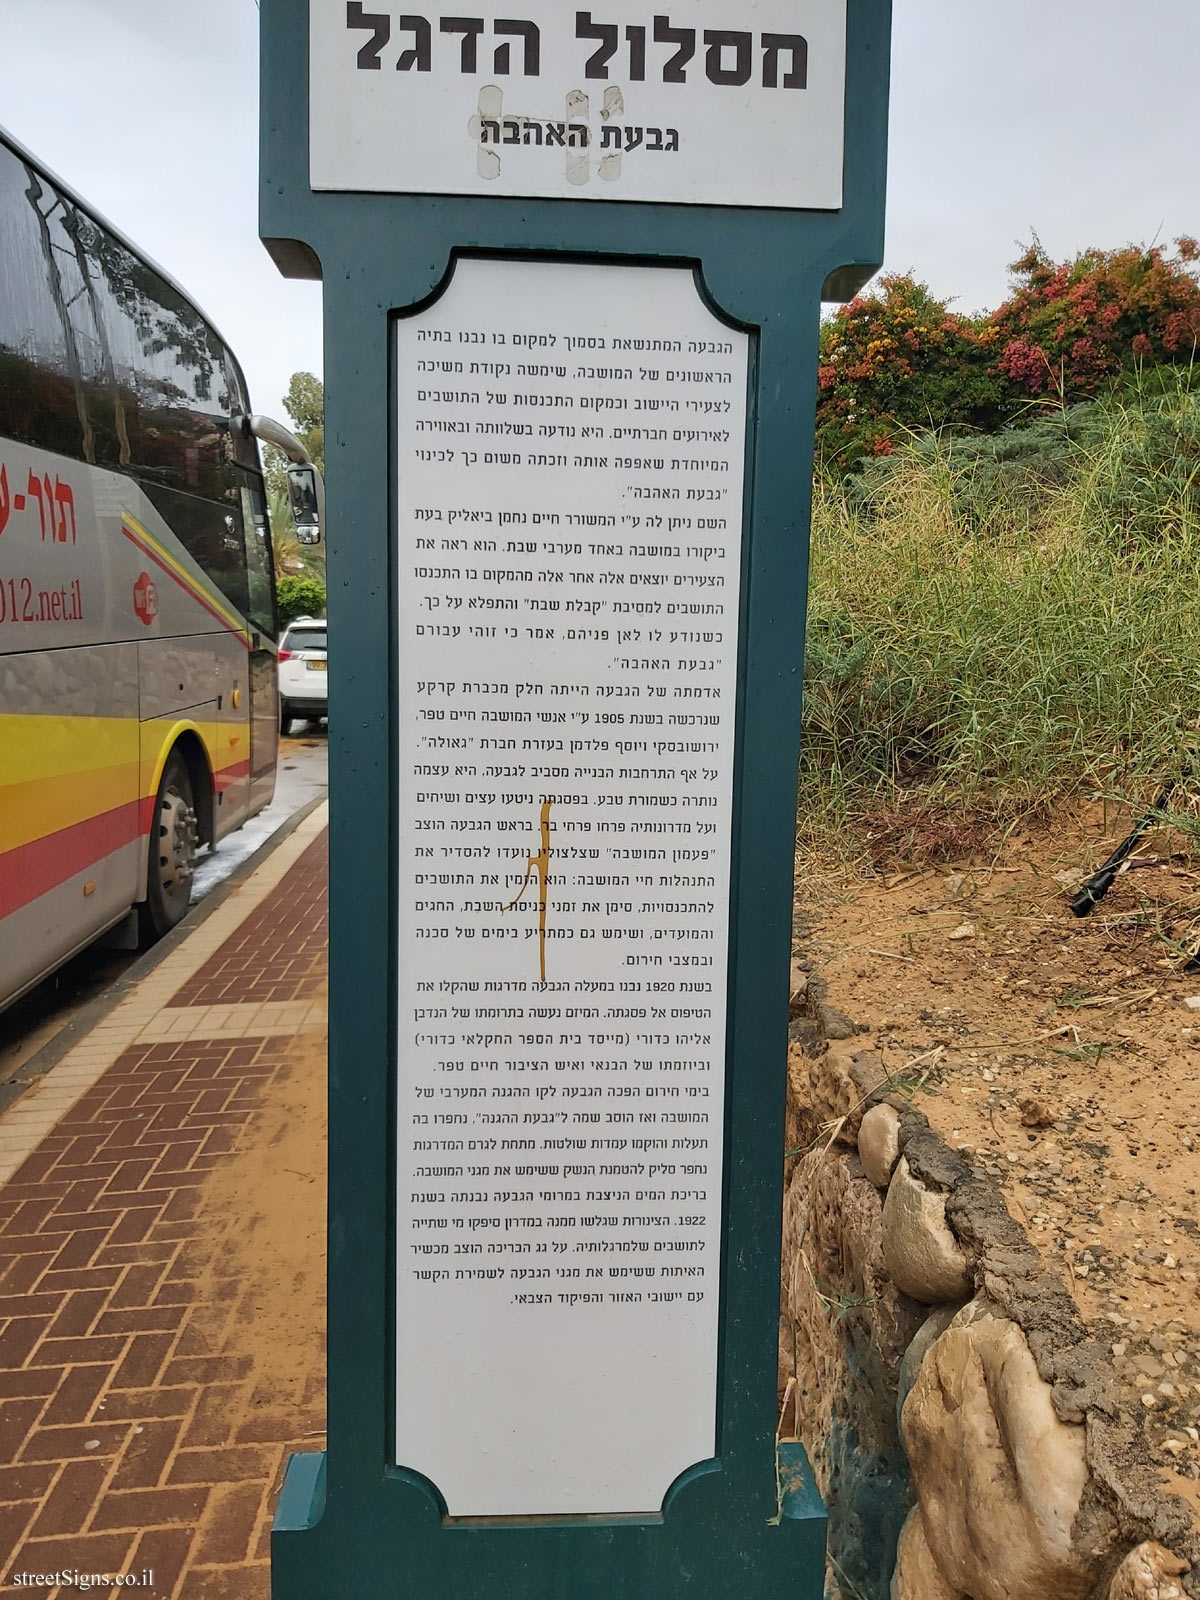 מסלול הדגל
גבעת האהבה
הגבעה המתנשאת בסמוך למקום בו נבנו בתיה
הראשונים של המושבה, שימשה נקודת משיכה
לצעירי היישוב וכמקום התכנסות של התושבים
לאירועים חברתיים. היא נודעה בשלוותה ובאווירה
המיוחדת שאפפה אותה וזכתה משום כך לכינוי
"גבעת האהבה".
השם ניתן לה ע"י המשורר חיים נחמן ביאליק בעת
ביקורו במושבה באחד מערבי שבת. הוא ראה את
הצעירים יוצאים אלה אחר אלה מהמקום בו התכנסו
התושבים למסיבת "קבלת שבת" והתפלא על כך.
כשנודע לו לאן פניהם, אמר כי זוהי עבורם
"גבעת האהבה".
אדמתה של הגבעה הייתה חלק מכברת קרקע
שנרכשה בשנת 1905 ע"י אנשי המושבה חיים טפר,
ירושובסקי ויוסף פלדמן בעזרת חברת "גאולה".
על אף התרחבות הבנייה מסביב לגבעה, היא עצמה
נותרה כשמורת טבע. בפסגתה ניטעו עצים ושיחים
ועל מדרונותיה פרחו פרחי בר. בראש הגבעה הוצב
"פעמון המושבה" שצלצוליו נועדו להסדיר את
התנהלות חיי המושבה: הוא הזמין את התושבים
להתכנסויות, סימן את זמני כניסת השבת, החגים
והמועדים, ושימש גם כמתריע בימים של סכנה
ובמצבי חירום.
בשנת 1920 נבנו במעלה הגבעה מדרגות שהקלו את
הטיפוס אל פסגתה. המיזם נעשה בתרומתו של הנדבן
אליהו כדורי (מייסד בית הספר החקלאי כדורי)
וביוזמתו של הבנאי ואיש הציבור חיים טפר.
בימי חירום הפכה הגבעה לקו ההגנה המערבי של
המושבה ואז הוסב שמה ל"גבעת ההגנה", נחפרו בה
תעלות והוקמו עמדות שולטות. מתחת לגרם המדרגות
נחפר סליק להטמנת הנשק ששימש את מגני המושבה.
בריכת המים הניצבת במרומי הגבעה נבנתה בשנת
1922. הצינורות שגלשו ממנה במדרון סיפקו מי שתייה
לתושבים שלמרגלותיה. על גג הבריכה הוצב מכשיר
האיתות ששימש את מגני הגבעה לשמירת הקשר
עם יישובי האזור והפיקוד הצבאי.
תור-
012.net.il
WiFi
streetSigns.co.il